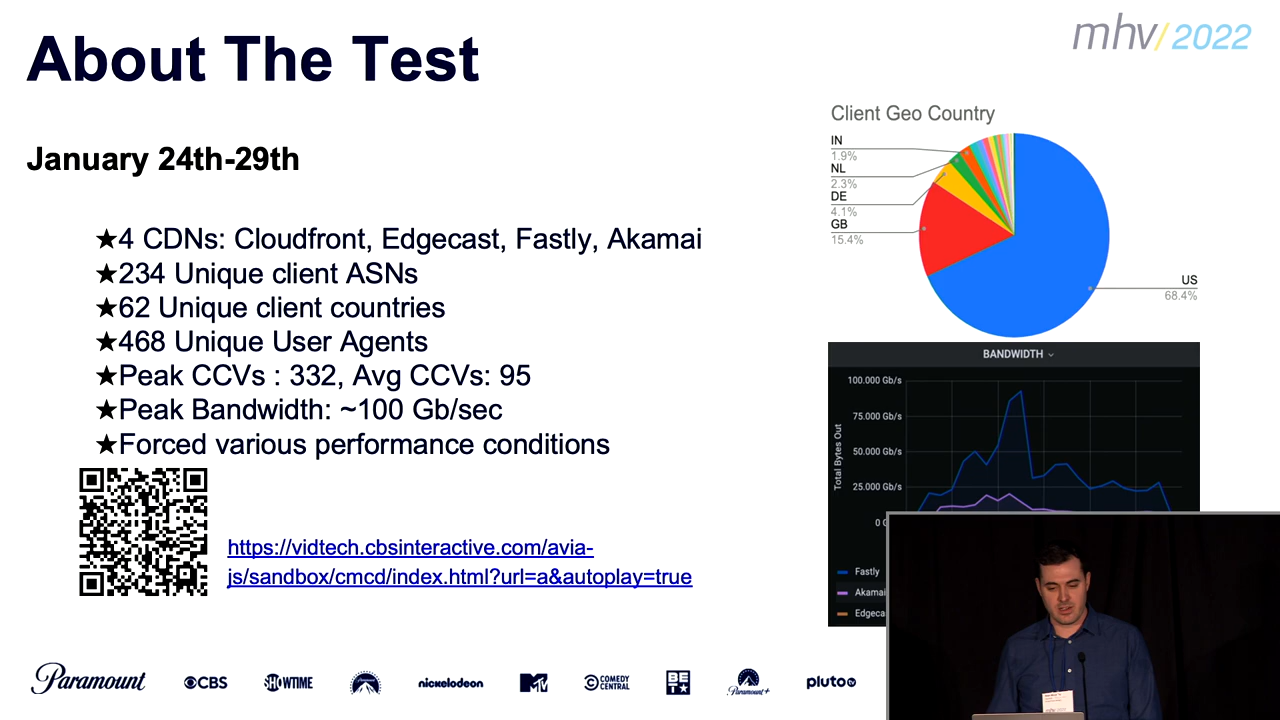 About The Test
mhv/2022
January 24th-29th
★4 CDNs: Cloudfront, Edgecast, Fastly, Akamai
★234 Unique client ASNs
★62 Unique client countries
★468 Unique User Agents
★Peak CCVs : 332, Avg CCVs: 95
★Peak Bandwidth: ~100 Gb/sec
★Forced various performance conditions
https://vidtech.cbsinteractive.com/avia-
js/sandbox/cmcd/index.html?url=a&autoplay=true
Client Geo Country
IN
1.9%
NL
2.3%
DE
4.1%
GB
15.4%
US
68.4%
BANDWIDTH
Total Bytes Out
100.000 Gb/s
75.000 Gb/s
50.000 Gb/s
25.000 Gb/s
0 G
Fastly
Akamai
Edgeca
Paramount
CBS
SHOWTIME
nickelodeon
MTV
COMEDY
CENTRAL
BET★
Paramount+
pluto tv